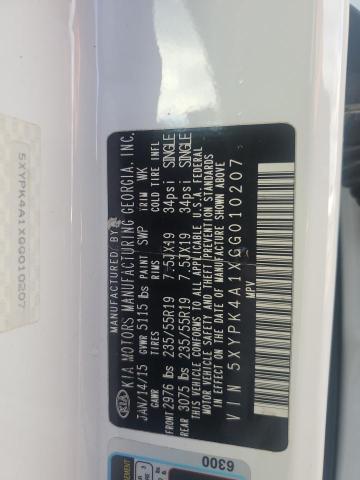 5XYPK4A1XGG010207
MANUFACTURED BY
KIA KIA MOTORS MANUFACTURING GEORGIA, INC.
JAN/14/15 PAINT SWP TRIM WK
GVWR 5115 lbs
GAWR TIRES RIMS COLD TIRE INFL
FRONT 2976 lbs 235/55R19 7.5JX19 34psi SINGLE
REAR 3075 lbs 235/55R19 7.5JX19 34psi SINGLE
THIS VEHICLE CONFORMS TO ALL APPLICABLE U.S.A. FEDERAL
MOTOR VEHICLE SAFETY AND THEFT PREVENTION STANDARDS
IN EFFECT ON THE DATE OF MANUFACTURE SHOWN ABOVE.
VIN 5XYPK4A1XGG010207
MPV
6300